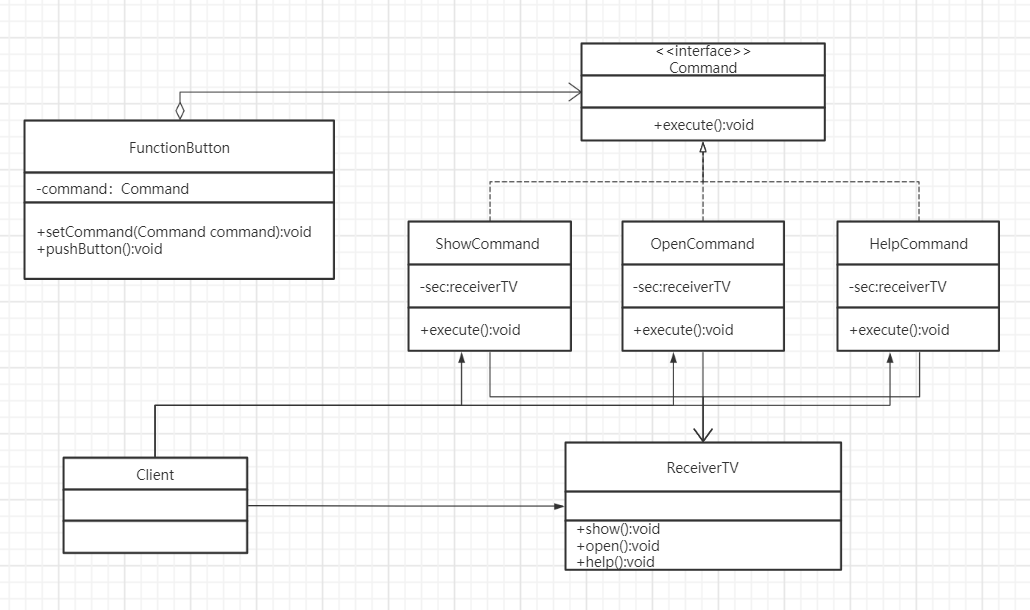 <<interface>>
Command
+execute():void
FunctionButton
-command：Command
+setCommand(Command command):void
+pushButton():void
ShowCommand
-sec:receiverTV
+execute():void
OpenCommand
-sec:receiverTV
+execute():void
HelpCommand
-sec:receiverTV
+execute():void
Client
ReceiverTV
+show():void
+open():void
+help():void